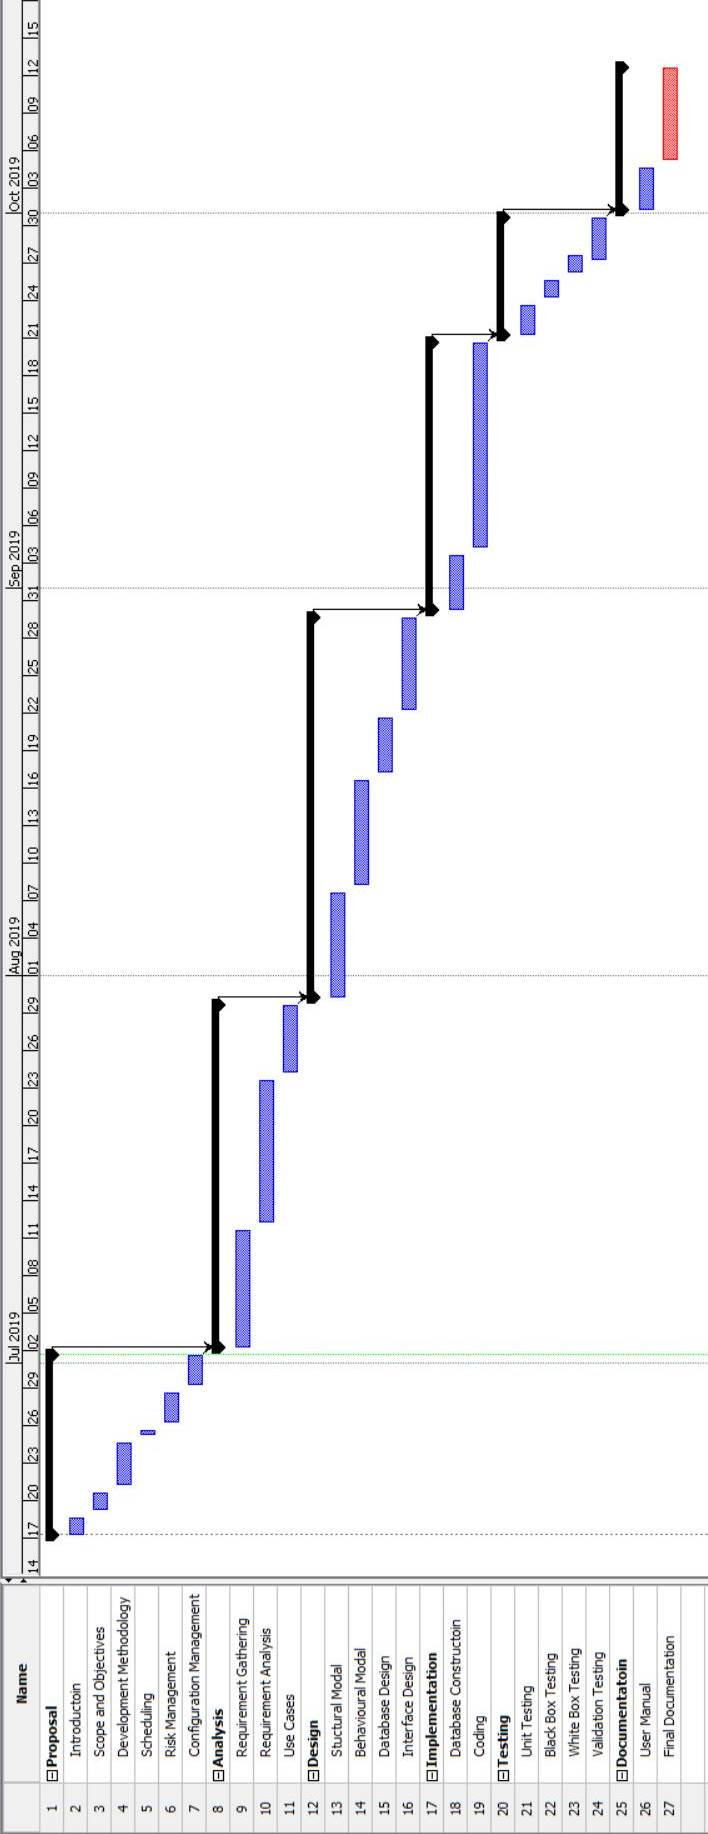 Jul 2019 Aug 2019 Sep 2019 Oct 2019
Name
14 17 20 23 26 29 02 05 08 11 14 17 20 23 26 29 01 04 07 10 13 16 19 22 25 28 31 03 06 09 12 15 18 21 24 27 30 03 06 09 12 15
1 Proposal
2 Introductoin
3 Scope and Objectives
4 Development Methodology
5 Scheduling
6 Risk Management
7 Configuration Management
8 Analysis
9 Requirement Gathering
10 Requirement Analysis
11 Use Cases
12 Design
13 Stuctural Modal
14 Behavioural Modal
15 Database Design
16 Interface Design
17 Implementation
18 Database Constructoin
19 Coding
20 Testing
21 Unit Testing
22 Black Box Testing
23 White Box Testing
24 Validation Testing
25 Documentatoin
26 User Manual
27 Final Documentation